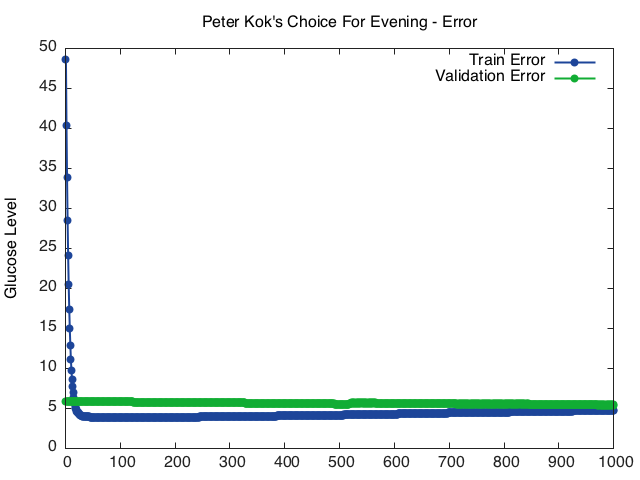 Peter Kok's Choice For Evening - Error
Train Error
Validation Error
Glucose Level
50
45
40
35
30
25
20
15
10
5
0
0 100 200 300 400 500 600 700 800 900 1000